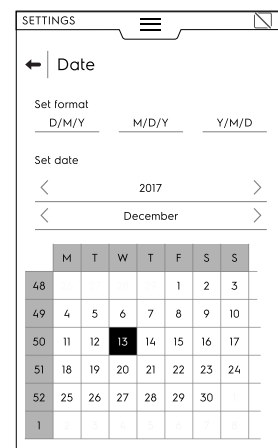 SETTINGS
Date
Set format
D/M/Y M/D/Y Y/M/D
Set date
2017
December
M T W T F S S
48 1 2 3
49 4 5 6 7 8 9 10
50 11 12 13 14 15 16 17
51 18 19 20 21 22 23 24
52 25 26 27 28 29 30
1